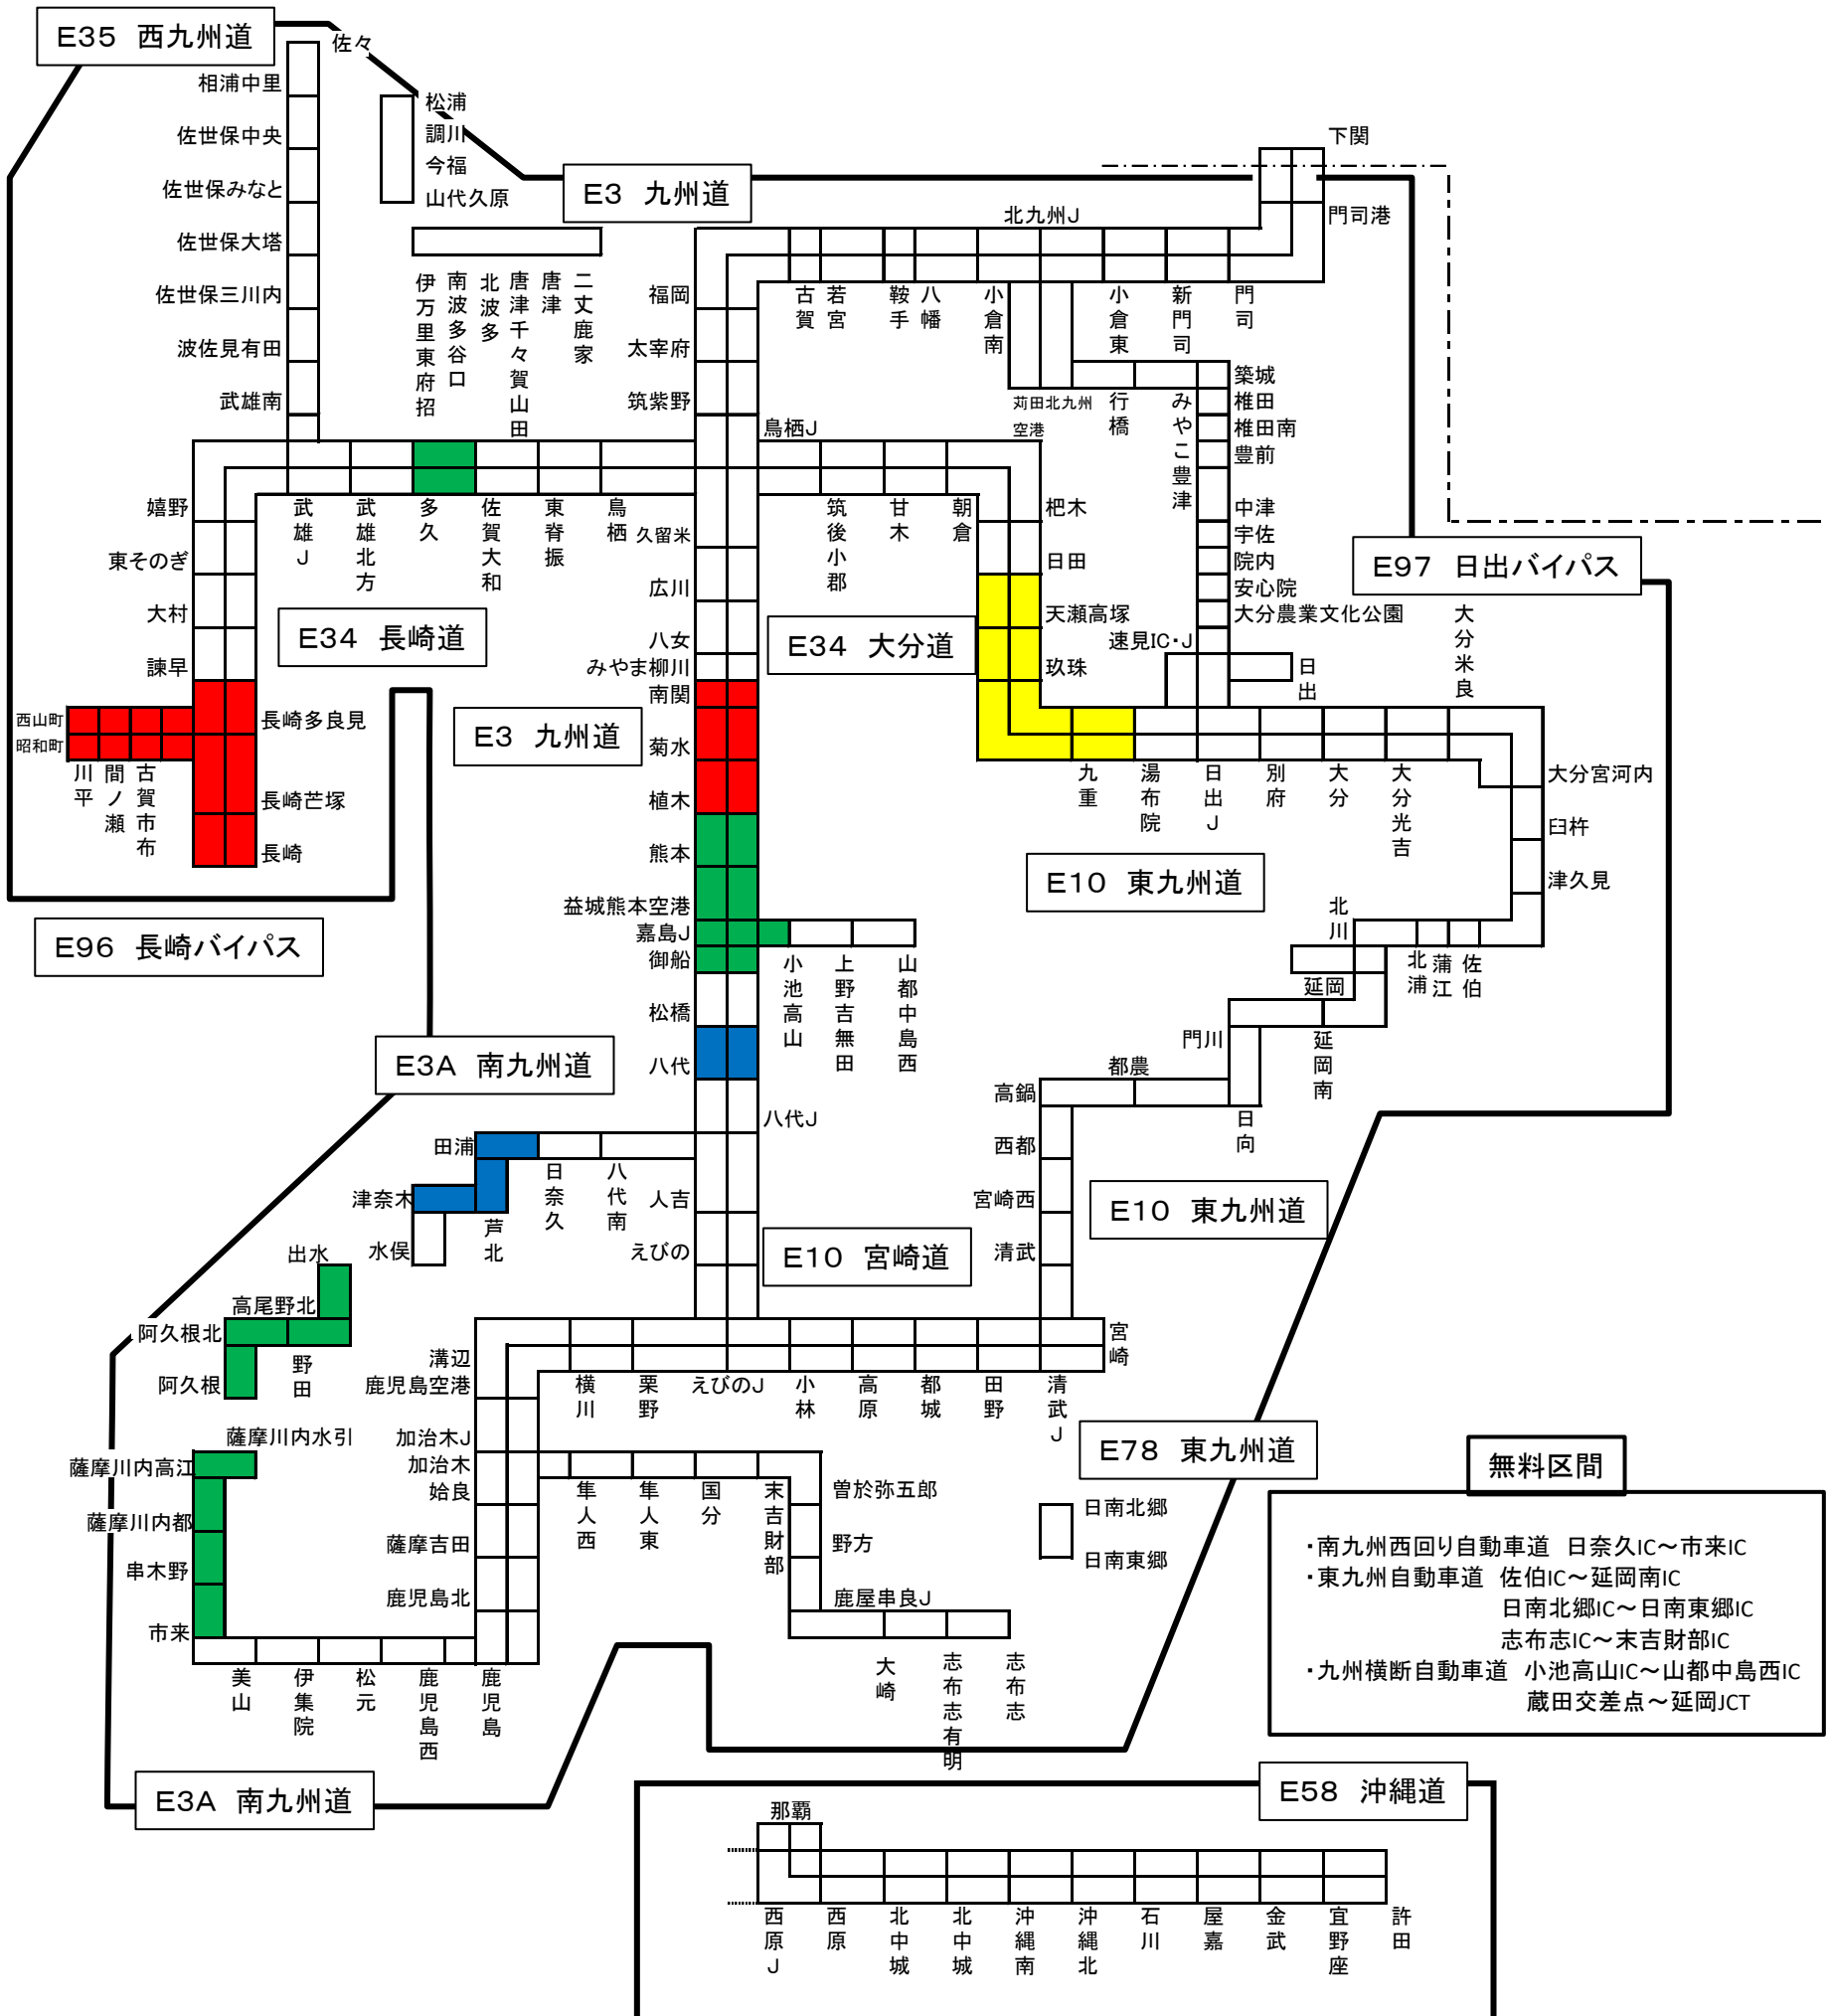 E35 西九州道
佐々
相浦中里
佐世保中央
佐世保みなと
佐世保大塔
佐世保三川内
波佐見有田
武雄南
松浦
調川
今福
山代久原
E3 九州道
下関
門司港
北九州J
伊万里東府招
南波多谷口
北波多
唐津千々賀山田
唐津
二丈鹿家
福岡
太宰府
筑紫野
古賀
若宮
鞍手
八幡
小倉南
小倉東
新門司
門司
苅田北九州
空港
行橋
みやこ豊津
築城
椎田
椎田南
豊前
中津
宇佐
院内
安心院
大分農業文化公園
速見IC・J
日出
鳥栖J
嬉野
東そのぎ
大村
諫早
武雄J
武雄北方
多久
佐賀大和
東脊振
鳥栖
久留米
広川
八女
みやま柳川
南関
菊水
植木
熊本
益城熊本空港
嘉島J
御船
松橋
八代
筑後小郡
甘木
朝倉
杷木
日田
天瀬高塚
玖珠
E97 日出バイパス
大分米良
E34 長崎道
E34 大分道
E3 九州道
西山町
昭和町
川平
間ノ瀬
古賀市布
長崎多良見
長崎芒塚
長崎
九重
湯布院
日出J
別府
大分
大分光吉
大分宮河内
臼杵
津久見
E10 東九州道
E96 長崎バイパス
小池高山
上野吉無田
山都中島西
北川
北浦
蒲江
佐伯
延岡
延岡南
門川
日向
都農
高鍋
西都
宮崎西
清武
E3A 南九州道
八代J
田浦
日奈久
八代南
津奈木
芦北
水俣
人吉
えびの
E10 東九州道
E10 宮崎道
出水
高尾野北
阿久根北
野田
阿久根
溝辺
鹿児島空港
横川
栗野
えびのJ
小林
高原
都城
田野
清武J
宮崎
薩摩川内水引
薩摩川内高江
薩摩川内都
串木野
市来
加治木J
加治木
姶良
薩摩吉田
鹿児島北
隼人西
隼人東
国分
末吉財部
曽於弥五郎
野方
鹿屋串良J
E78 東九州道
日南北郷
日南東郷
美山
伊集院
松元
鹿児島西
鹿児島
大崎
志布志有明
志布志
無料区間
・南九州西回り自動車道 日奈久IC～市来IC
・東九州自動車道 佐伯IC～延岡南IC
日南北郷IC～日南東郷IC
志布志IC～末吉財部IC
・九州横断自動車道 小池高山IC～山都中島西IC
蔵田交差点～延岡JCT
E3A 南九州道
E58 沖縄道
那覇
西原J
西原
北中城
北中城
沖縄南
沖縄北
石川
屋嘉
金武
宜野座
許田